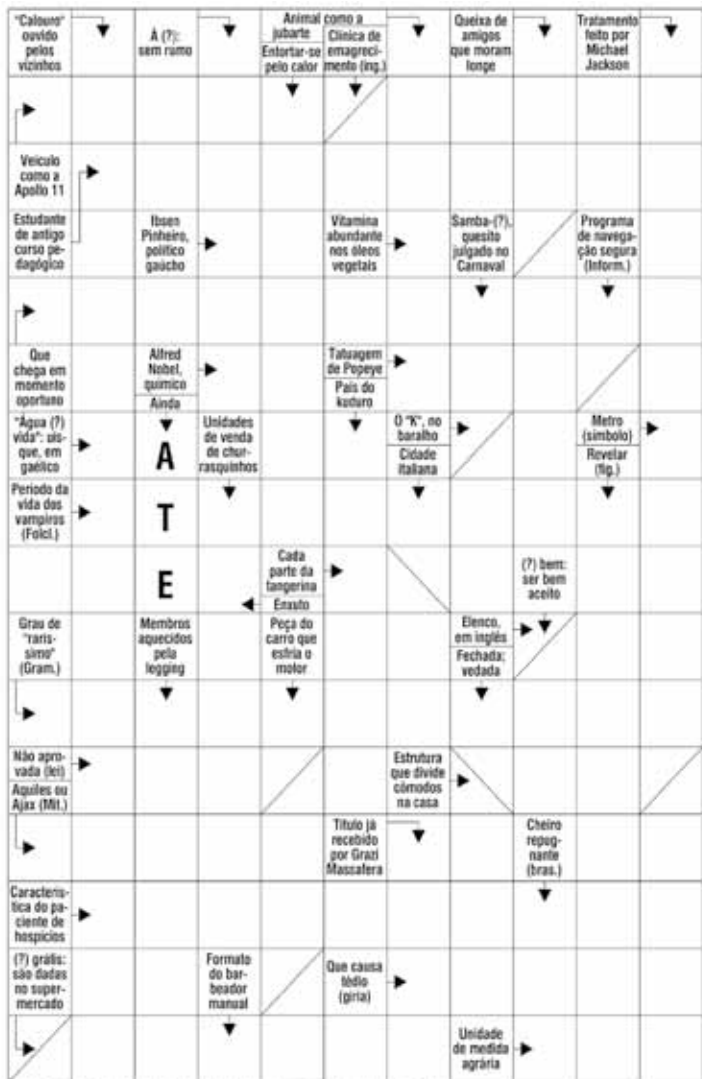 "Calouro"
ouvido
pelos
vizinhos
À (?):
sem rumo
Animal como a
jubarte
Entortar-se
pelo calor
Clínica de
emagreci-
mento (ing.)
Queixa de
amigos
que moram
longe
Tratamento
feito por
Michael
Jackson
Veículo
como a
Apollo 11
Estudante
de antigo
curso pe-
dagógico
Ibsen
Pinheiro,
político
gaúcho
Vitamina
abundante
nos óleos
vegetais
Samba-(?),
quesito
julgado no
Carnaval
Programa
de navega-
ção segura
(Inform.)
Que
chega em
momento
oportuno
Alfred
Nobel,
químico
Ainda
Tatuagem
de Popeye
País do
kuduro
"Água (?)
vida": uís-
que, em
gaélico
A
Unidades
de venda
de chur-
rasquinhos
O "K", no
baralho
Cidade
italiana
Metro
(símbolo)
Revelar
(fig.)
Período da
vida dos
vampiros
(Folcl.)
T
E
Cada
parte da
tangerina
Enxuto
(?) bem:
ser bem
aceito
Grau de
"rarís-
simo"
(Gram.)
Membros
aquecidos
pela
legging
Peça do
carro que
esfria o
motor
Elenco,
em inglês
Fechada;
vedada
Não apro-
vada (lei)
Aquiles ou
Ajax (Mit.)
Estrutura
que divide
cômodos
na casa
Título já
recebido
por Grazi
Massafera
Cheiro
repug-
nante
(bras.)
Caracterís-
tica do pa-
ciente de
hospícios
(?) grátis:
são dadas
no super-
mercado
Formato
do bar-
beador
manual
Que causa
tédio
(gíria)
Unidade
de medida
agrária